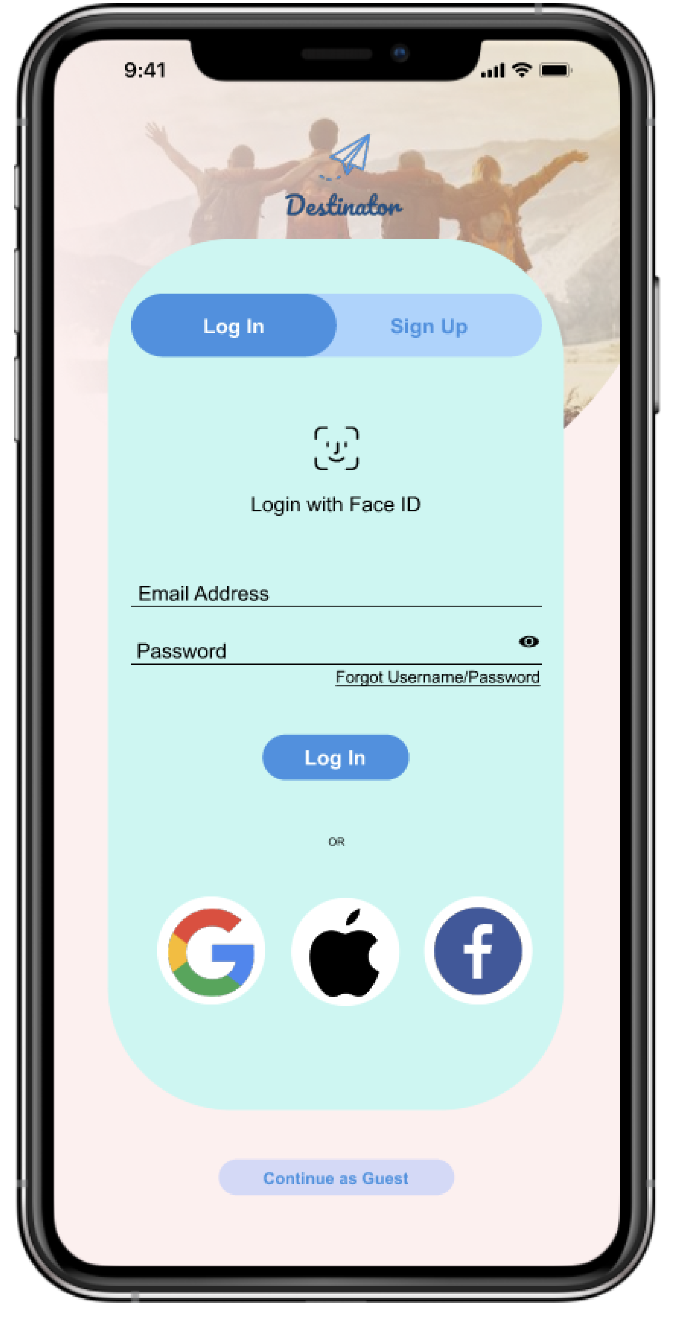 9:41
Destinator
Log In
Sign Up
Login with Face ID
Email Address
Password
Forgot Username/Password
Log In
OR
Continue as Guest